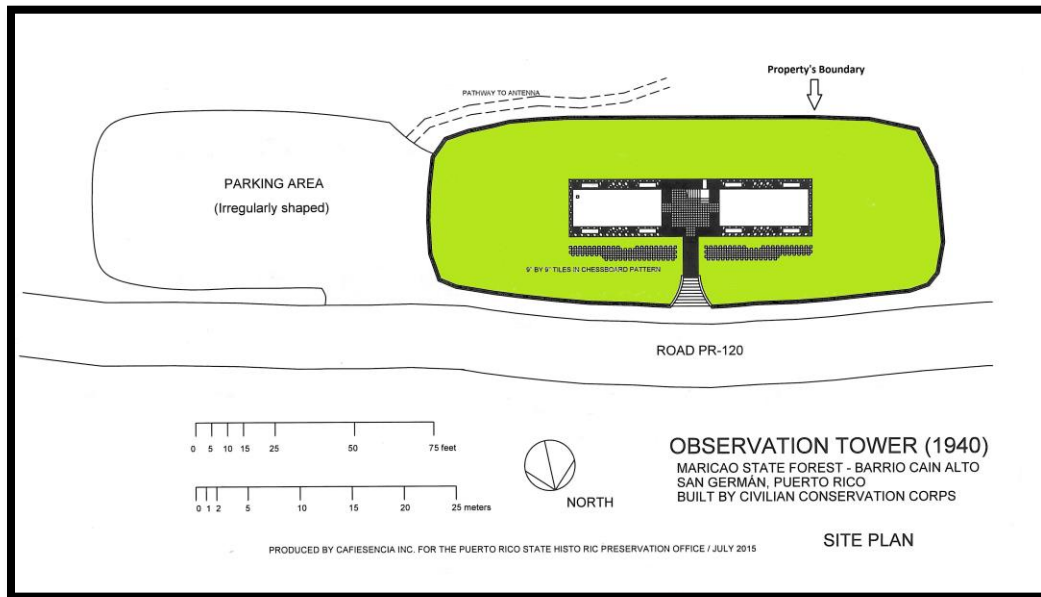 Property's Boundary
PATHWAY TO ANTENNA
PARKING AREA
(Irregularly shaped)
9" BY 9" TILES IN CHESSBOARD PATTERN
ROAD PR-120
0 5 10 15 25 50 75 feet
0 1 2 5 10 15 20 25 meters
NORTH
OBSERVATION TOWER (1940)
MARICAO STATE FOREST - BARRIO CAIN ALTO
SAN GERMÁN, PUERTO RICO
BUILT BY CIVILIAN CONSERVATION CORPS
SITE PLAN
PRODUCED BY CAFIESENCIA INC. FOR THE PUERTO RICO STATE HISTO RIC PRESERVATION OFFICE / JULY 2015